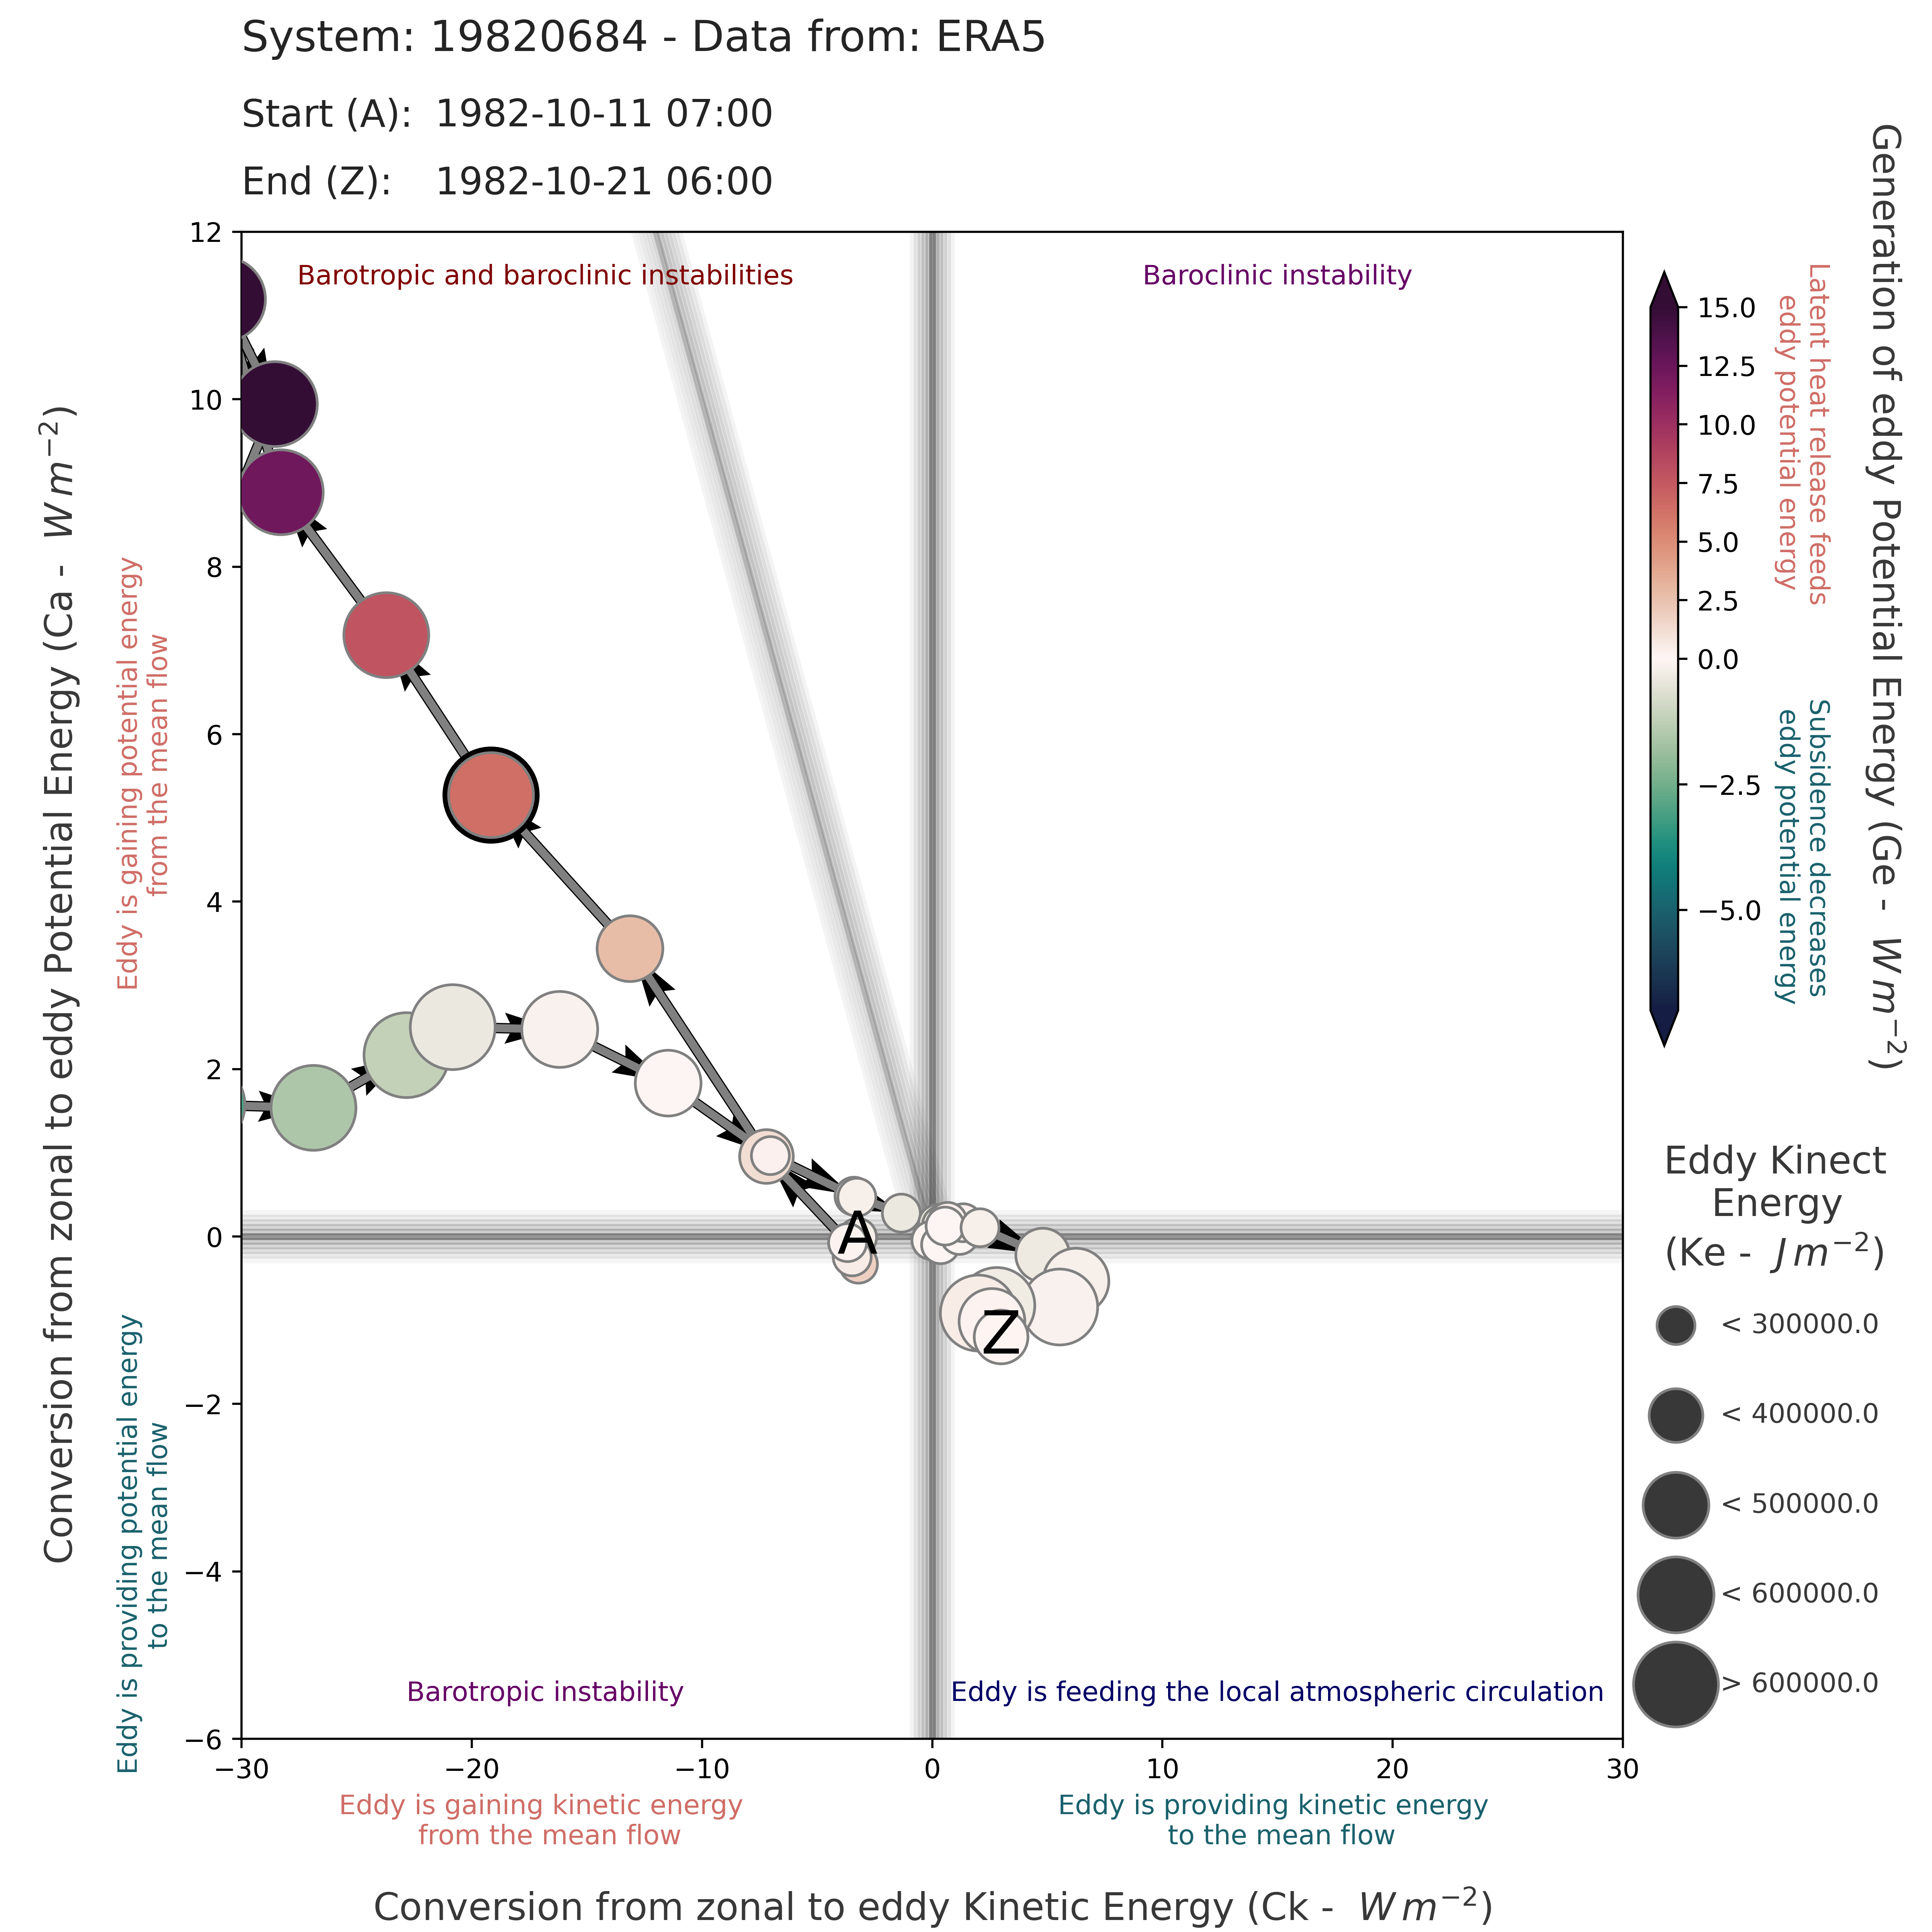 System: 19820684 - Data from: ERA5
Start (A): 1982-10-11 07:00
End (Z): 1982-10-21 06:00
Barotropic and baroclinic instabilities
Baroclinic instability
Barotropic instability
Eddy is feeding the local atmospheric circulation
A
Z
12
10
8
6
4
2
0
−2
−4
−6
−30
−20
−10
0
10
20
30
Conversion from zonal to eddy Potential Energy (Ca - W m⁻²)
Eddy is gaining potential energy
from the mean flow
Eddy is providing potential energy
to the mean flow
Eddy is gaining kinetic energy
from the mean flow
Eddy is providing kinetic energy
to the mean flow
Conversion from zonal to eddy Kinetic Energy (Ck - W m⁻²)
15.0
12.5
10.0
7.5
5.0
2.5
0.0
−2.5
−5.0
Latent heat release feeds
eddy potential energy
Subsidence decreases
eddy potential energy
Generation of eddy Potential Energy (Ge - W m⁻²)
Eddy Kinect
Energy
(Ke - J m⁻²)
< 300000.0
< 400000.0
< 500000.0
< 600000.0
> 600000.0